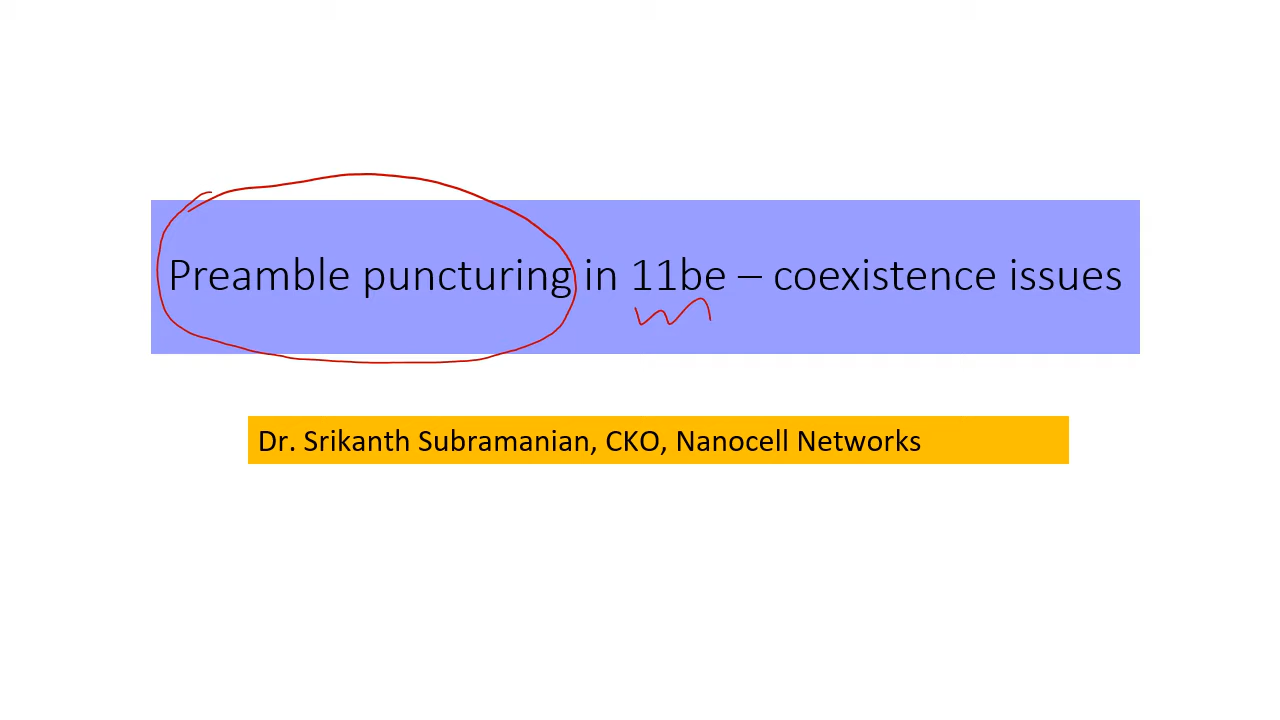 Preamble puncturing in 11be – coexistence issues
Dr. Srikanth Subramanian, CKO, Nanocell Networks